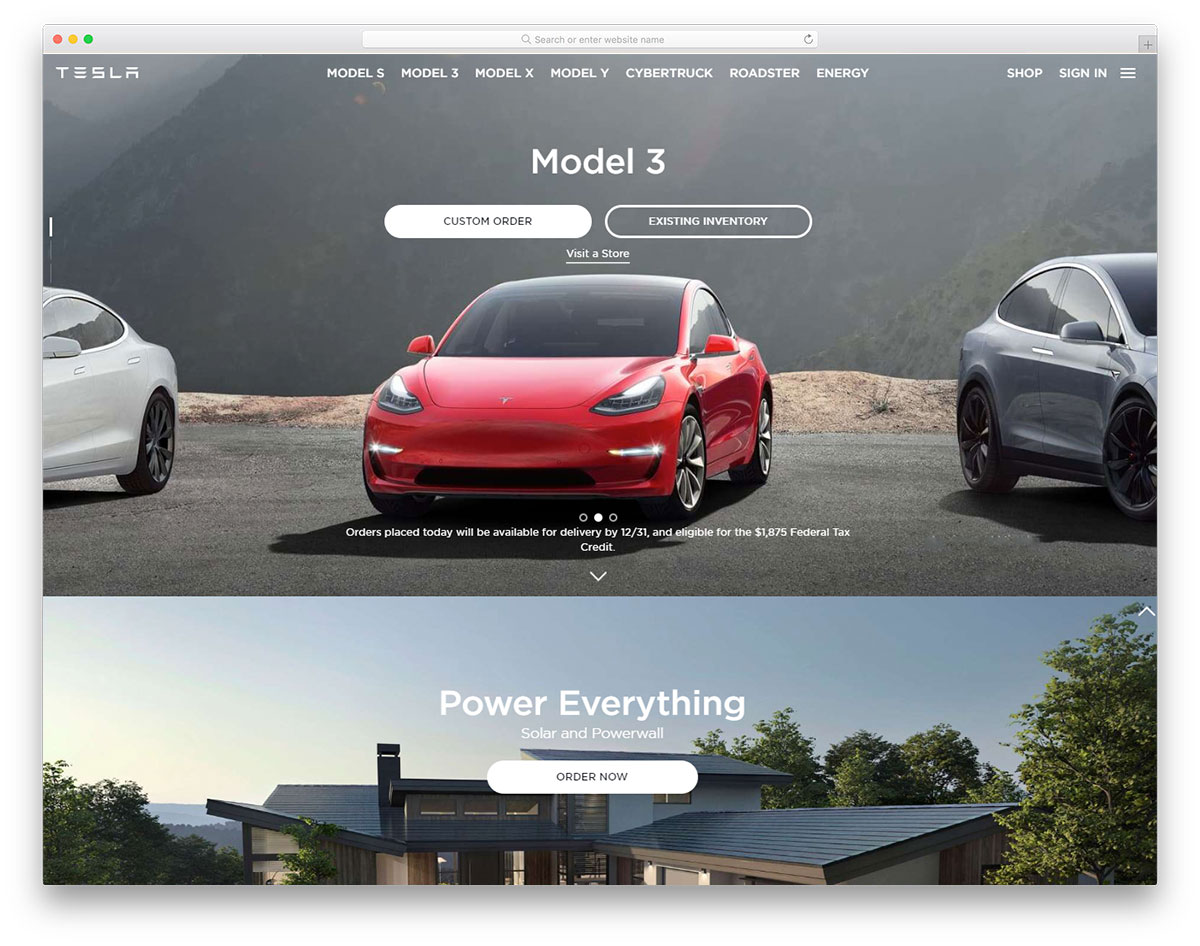 Search or enter website name
TESLA
MODEL S
MODEL 3
MODEL X
MODEL Y
CYBERTRUCK
ROADSTER
ENERGY
SHOP
SIGN IN
Model 3
CUSTOM ORDER
EXISTING INVENTORY
Visit a Store
Orders placed today will be available for delivery by 12/31, and eligible for the $1,875 Federal Tax
Credit.
Power Everything
Solar and Powerwall
ORDER NOW